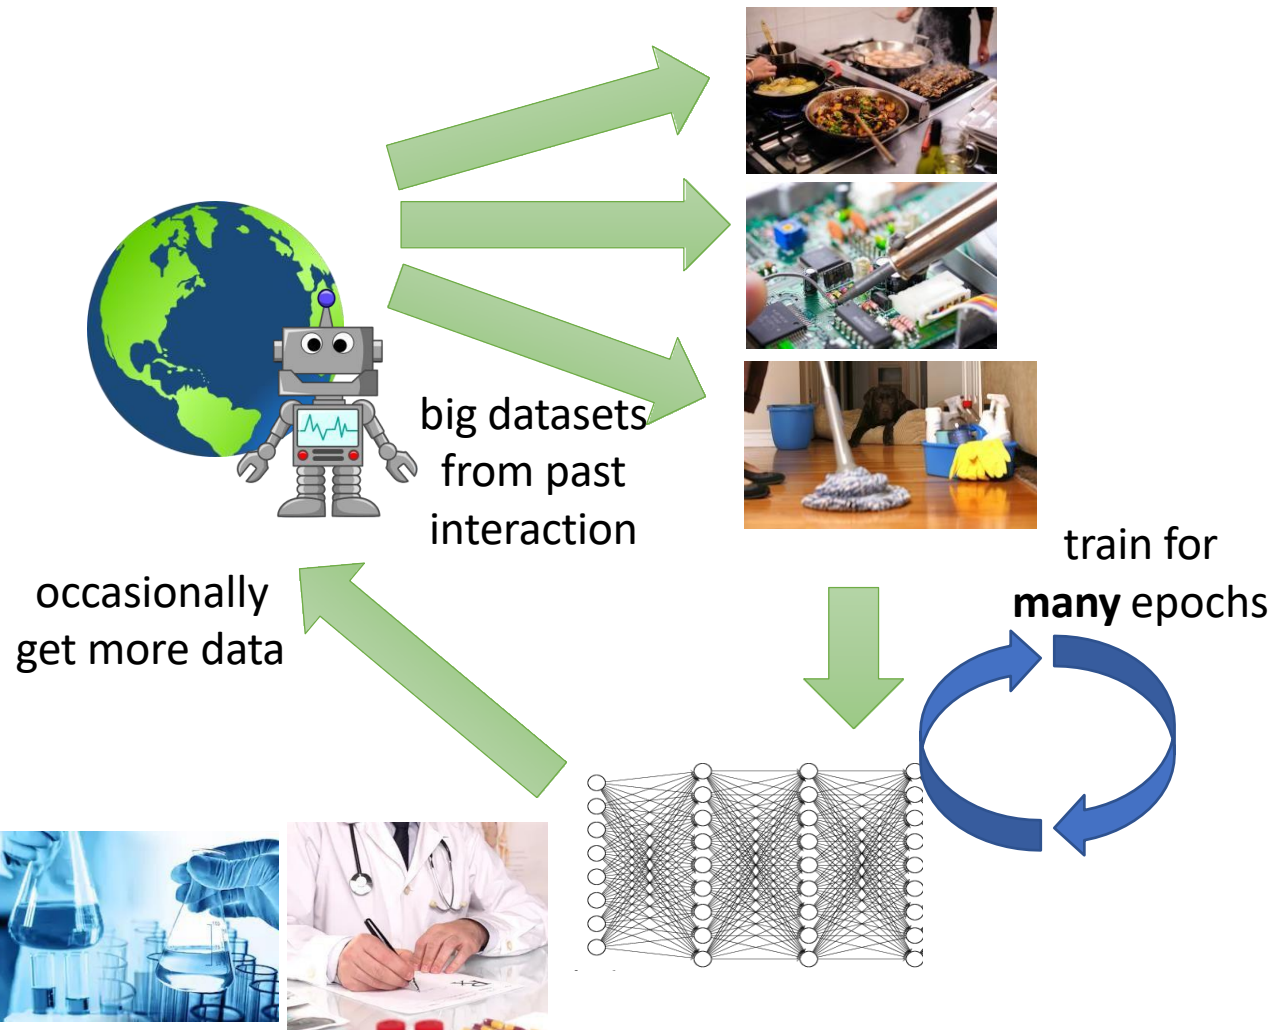 big datasets
from past
interaction
train for
many epochs
occasionally
get more data